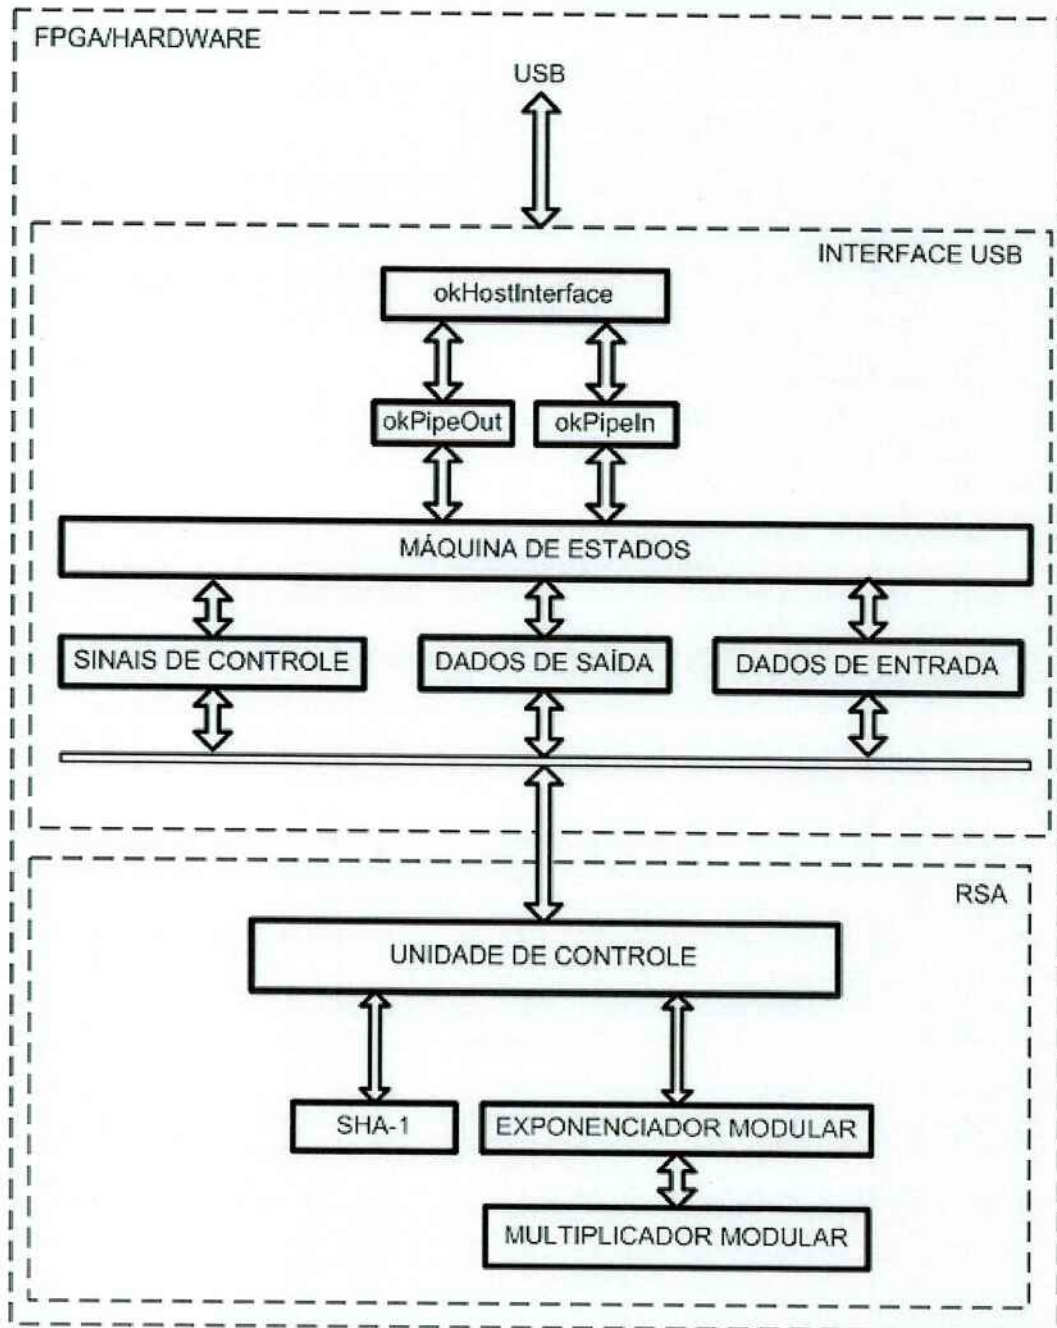 FPGA/HARDWARE
USB
INTERFACE USB
okHostInterface
okPipeOut
okPipeIn
MÁQUINA DE ESTADOS
SINAIS DE CONTROLE
DADOS DE SAÍDA
DADOS DE ENTRADA
RSA
UNIDADE DE CONTROLE
SHA-1
EXPONENCIADOR MODULAR
MULTIPLICADOR MODULAR